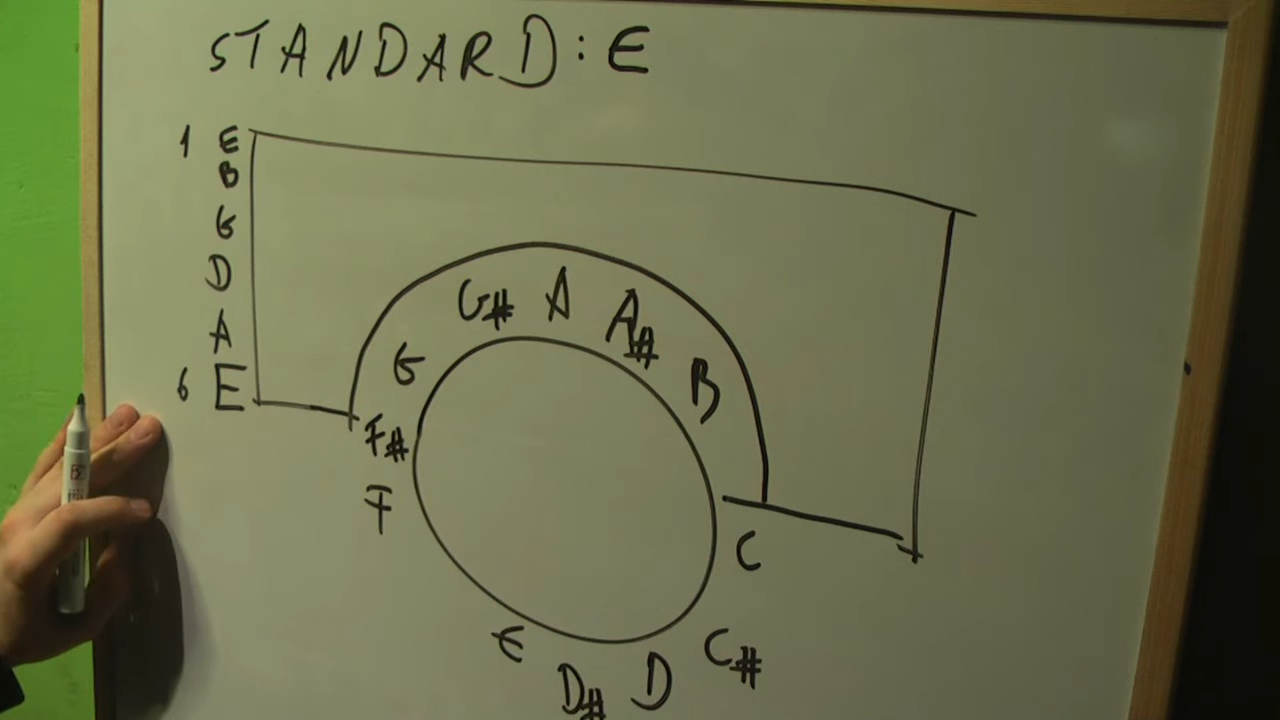 STANDARD: E
1 E
B
G
D
A
6 E
G# A A#
G B
F#
F C
E D# D C#